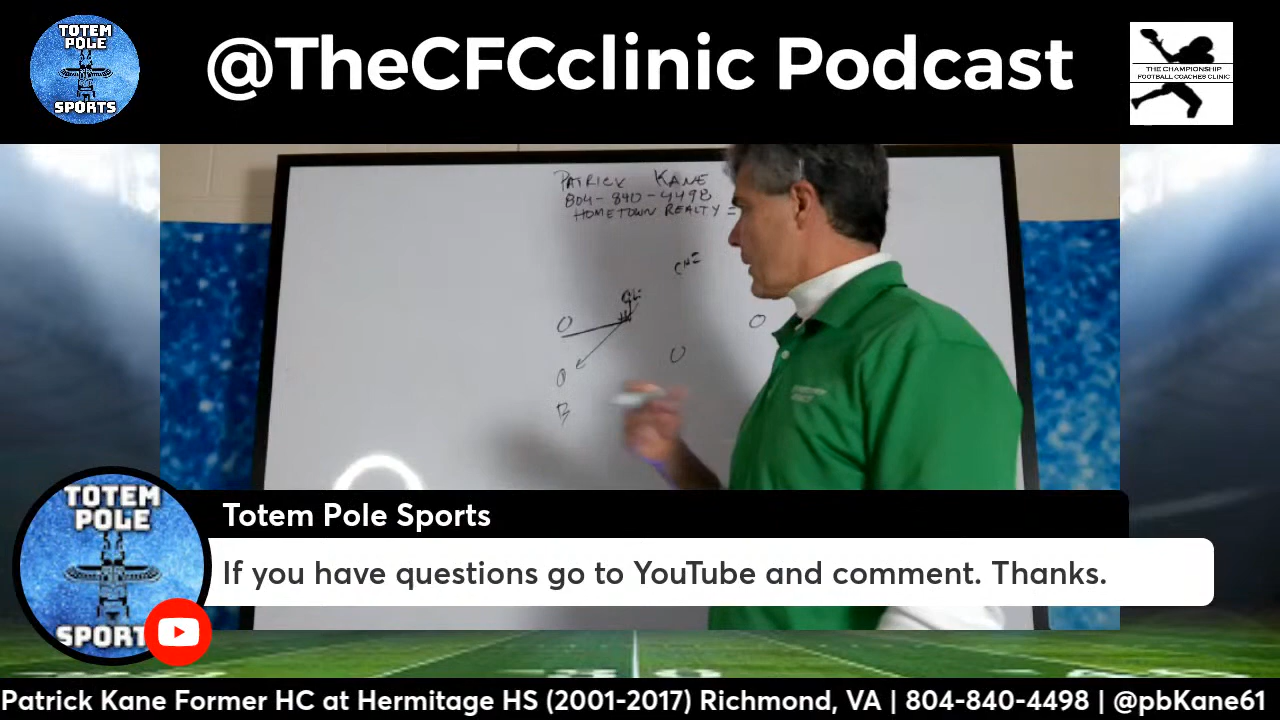 TOTEM
POLE
SPORTS
@TheCFCclinic Podcast
THE CHAMPIONSHIP
FOOTBALL COACHES CLINIC
PATRICK KANE
804-840-4498
HOMETOWN REALTY
O
O
O
O
B
TOTEM
POLE
SPORT
Totem Pole Sports
If you have questions go to YouTube and comment. Thanks.
Patrick Kane Former HC at Hermitage HS (2001-2017) Richmond, VA | 804-840-4498 | @pbKane61